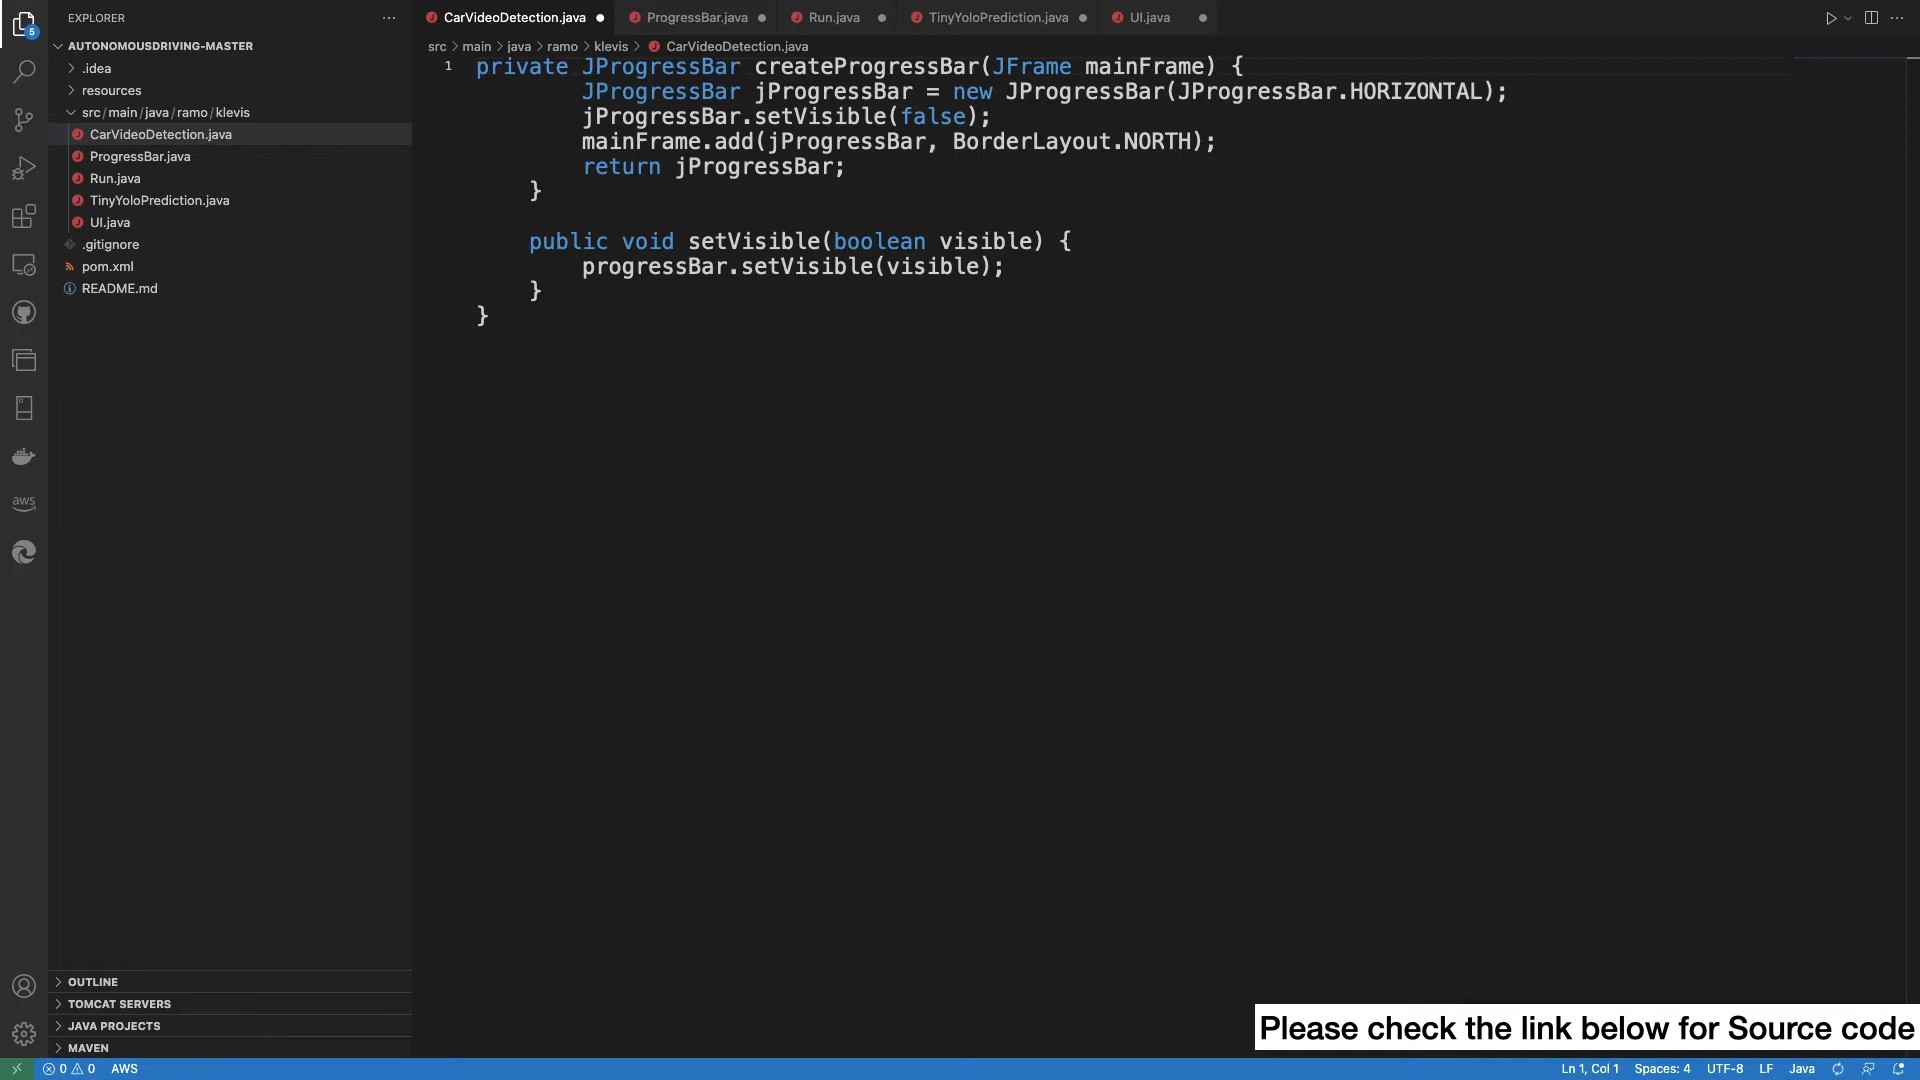 EXPLORER
CarVideoDetection.java
ProgressBar.java
Run.java
TinyYoloPrediction.java
UI.java
AUTONOMOUSDRIVING-MASTER
.idea
resources
src/main/java/ramo/klevis
CarVideoDetection.java
ProgressBar.java
Run.java
TinyYoloPrediction.java
UI.java
.gitignore
pom.xml
README.md
5
aws
src > main > java > ramo > klevis > CarVideoDetection.java
1 private JProgressBar createProgressBar(JFrame mainFrame) {
JProgressBar jProgressBar = new JProgressBar(JProgressBar.HORIZONTAL);
jProgressBar.setVisible(false);
mainFrame.add(jProgressBar, BorderLayout.NORTH);
return jProgressBar;
}
public void setVisible(boolean visible) {
progressBar.setVisible(visible);
}
}
OUTLINE
TOMCAT SERVERS
JAVA PROJECTS
MAVEN
Please check the link below for Source code
0 0 AWS
Ln 1, Col 1 Spaces: 4 UTF-8 LF Java